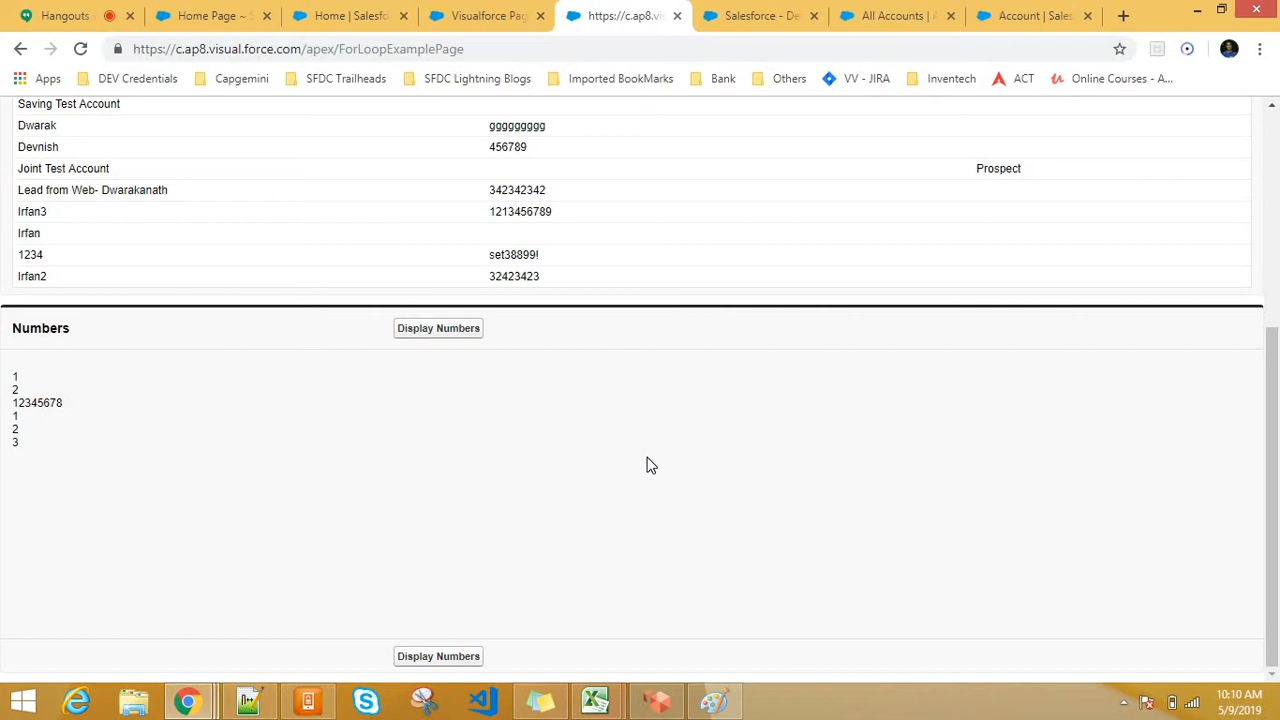 Hangouts
Home Page ~ S
Home | Salesfo
Visualforce Pag
https://c.ap8.vis
Salesforce - De
All Accounts | A
Account | Sales
https://c.ap8.visual.force.com/apex/ForLoopExamplePage
Apps DEV Credentials Capgemini SFDC Trailheads SFDC Lightning Blogs Imported BookMarks Bank Others VV - JIRA Inventech ACT Online Courses - A...
Saving Test Account
Dwarak ggggggggg
Devnish 456789
Joint Test Account Prospect
Lead from Web- Dwarakanath 342342342
Irfan3 1213456789
Irfan
1234 set38899!
Irfan2 32423423
Numbers Display Numbers
1
2
12345678
1
2
3
Display Numbers
10:10 AM
5/9/2019